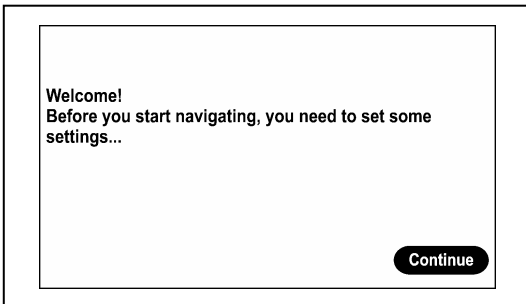 Welcome!
Before you start navigating, you need to set some
settings...
Continue